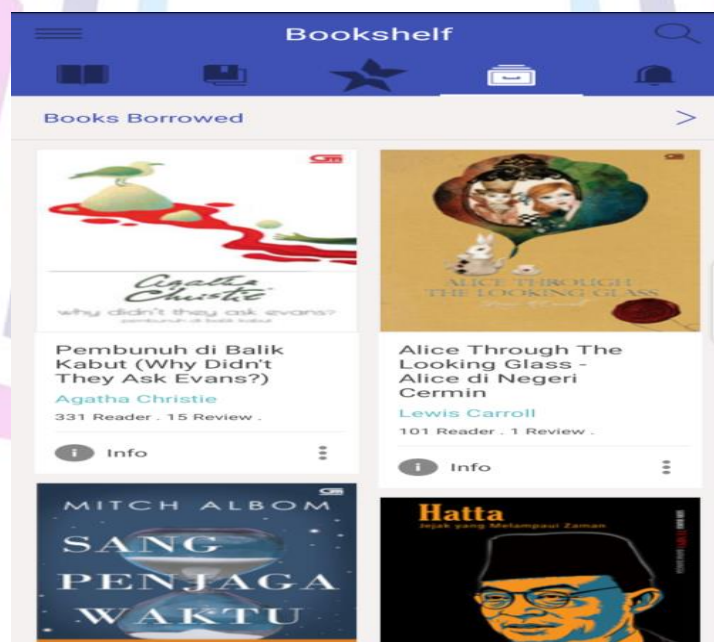 Bookshelf
Books Borrowed
Agatha
Christie
why didn't they ask evans?
pembunuh di balik kabut
Pembunuh di Balik
Kabut (Why Didn't
They Ask Evans?)
Agatha Christie
331 Reader . 15 Review .
Info
ALICE THROUGH
THE LOOKING GLASS
Lewis Carroll
Alice Through The
Looking Glass -
Alice di Negeri
Cermin
Lewis Carroll
101 Reader . 1 Review .
Info
MITCH ALBOM
SANG
PENJAGA
WAKTU
Hatta
Jejak yang Melampaui Zaman